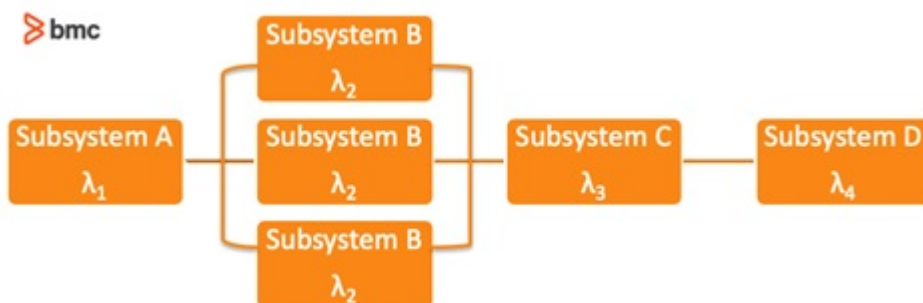 bmc
Subsystem B
λ2
Subsystem A
λ1
Subsystem B
λ2
Subsystem C
λ3
Subsystem D
λ4
Subsystem B
λ2